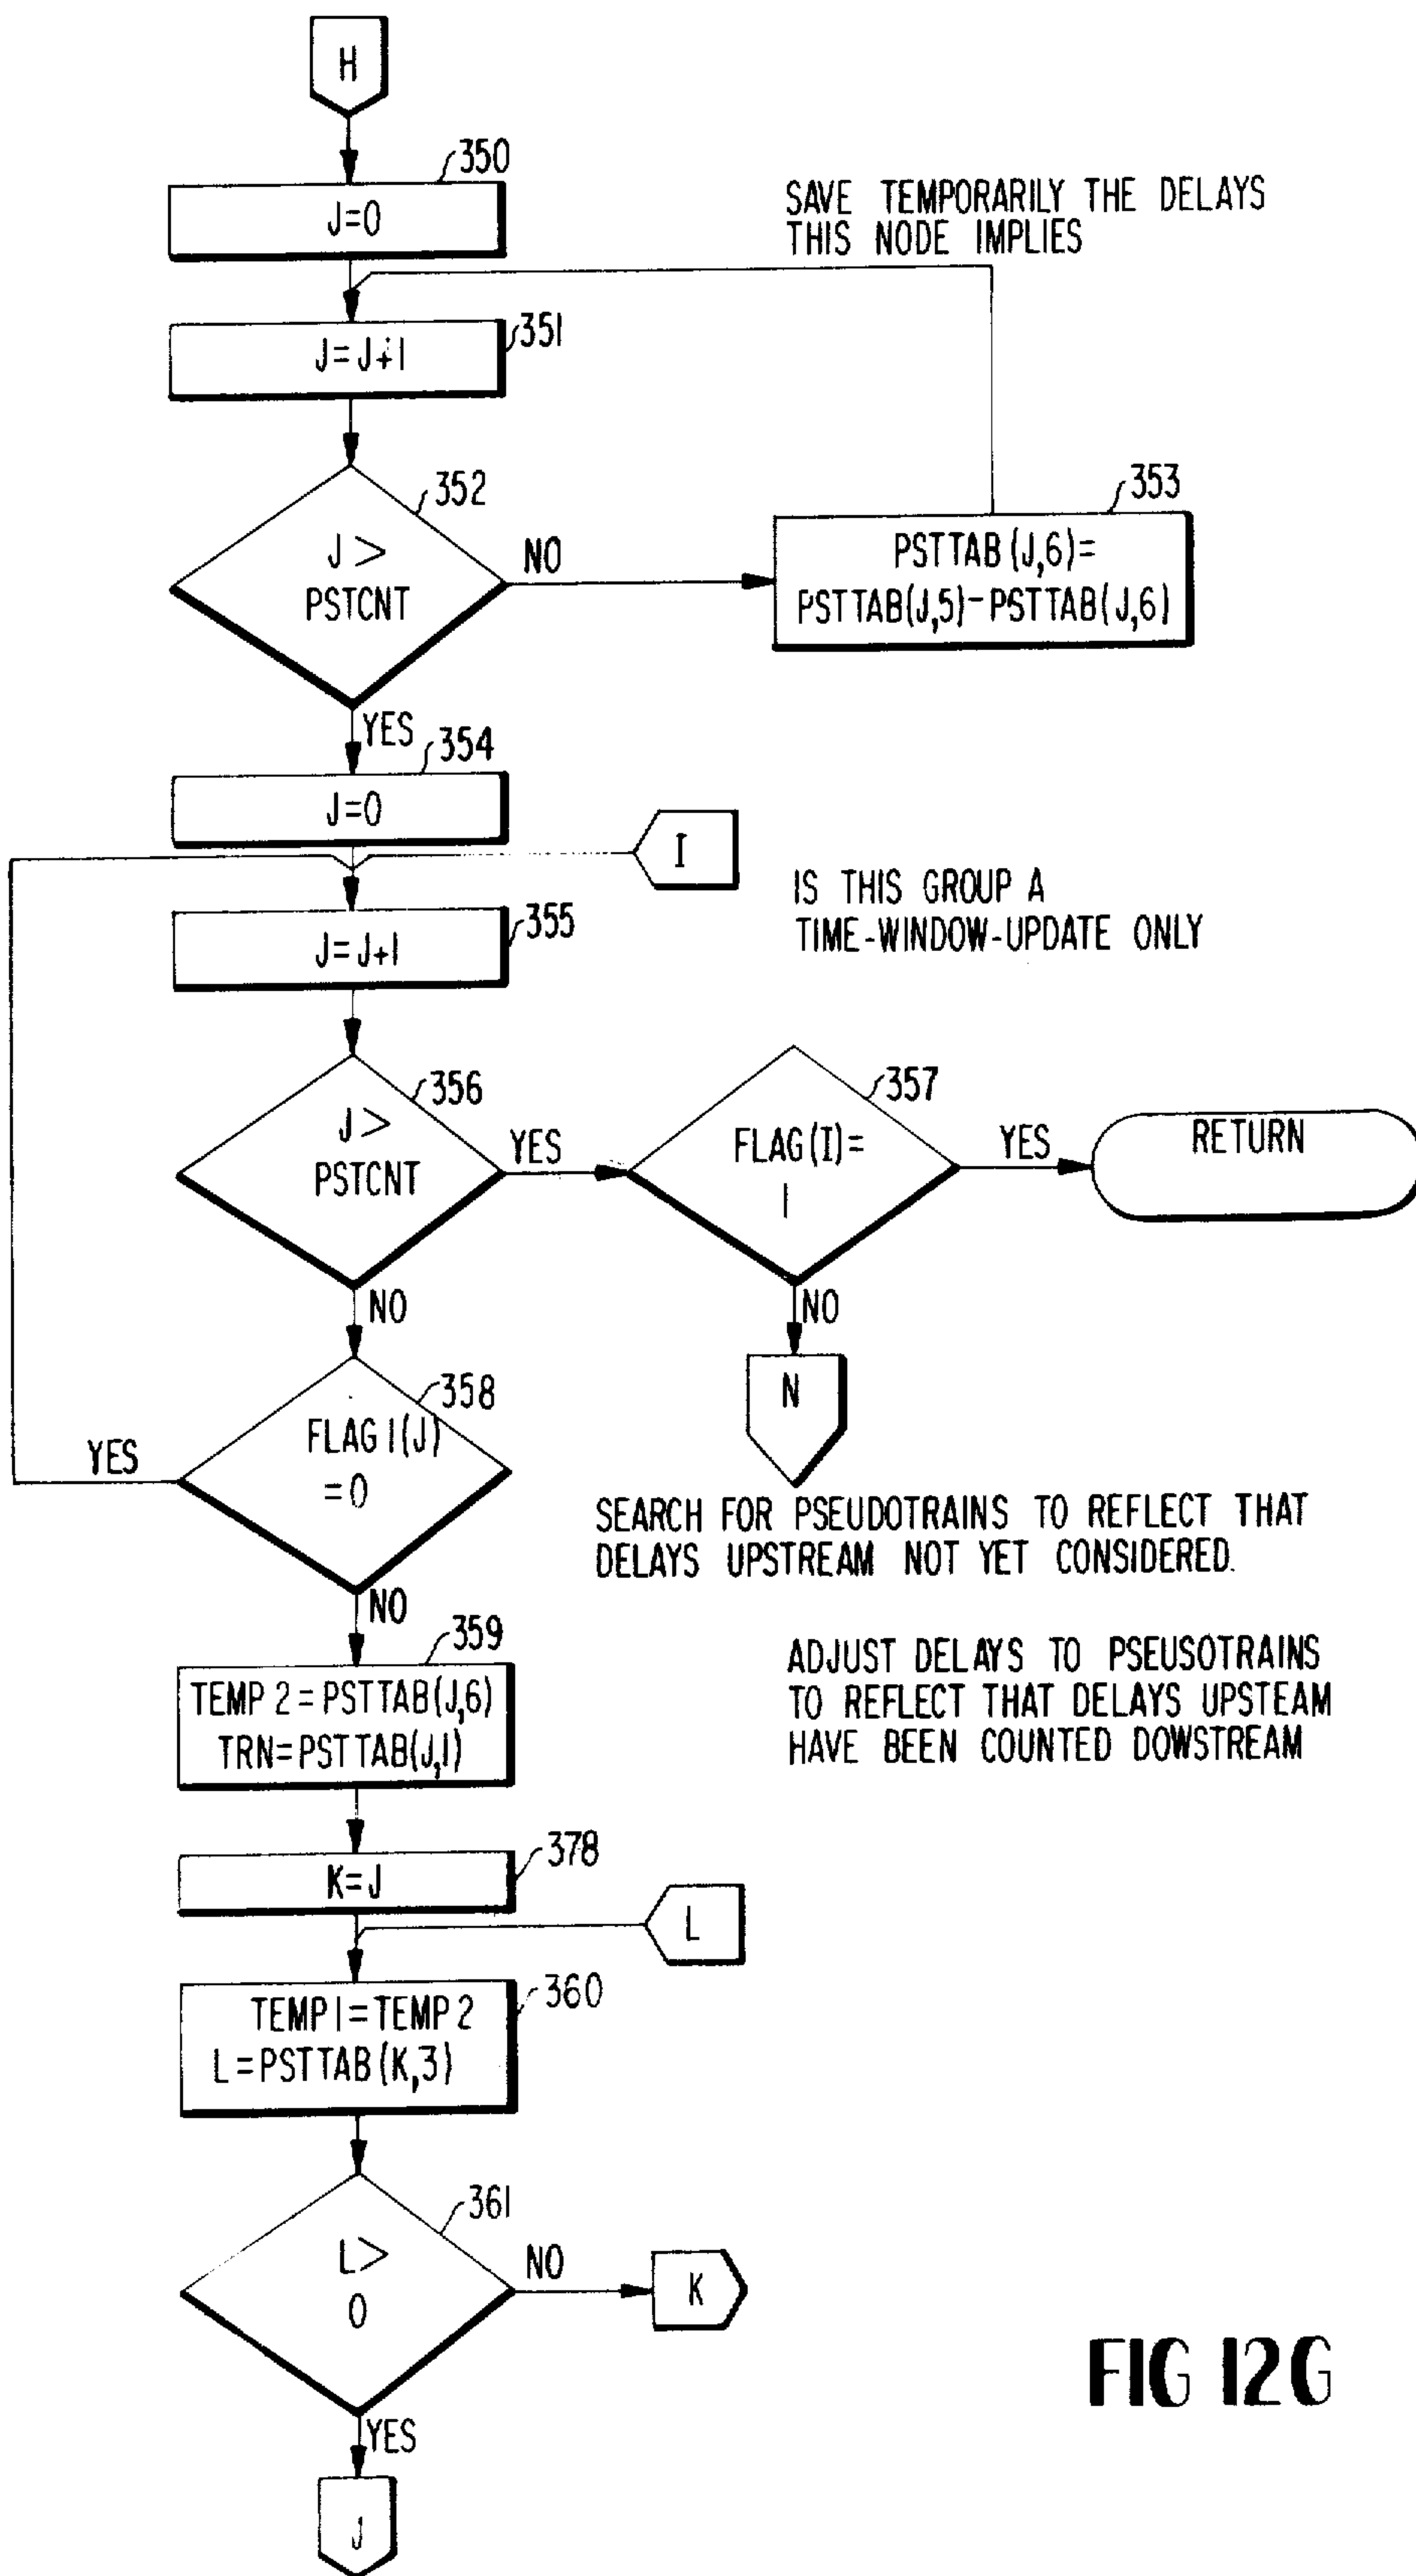 H
350
J=0
SAVE TEMPORARILY THE DELAYS
THIS NODE IMPLIES
351
J=J+1
352
J >
PSTCNT
NO
353
PSTTAB(J,6)=
PSTTAB(J,5)-PSTTAB(J,6)
YES
354
J=0
I
IS THIS GROUP A
TIME-WINDOW-UPDATE ONLY
355
J=J+1
356
J >
PSTCNT
YES
357
FLAG(I)=
1
YES
RETURN
NO
NO
N
358
FLAG 1(J)
=0
YES
NO
SEARCH FOR PSEUDOTRAINS TO REFLECT THAT
DELAYS UPSTREAM NOT YET CONSIDERED.
359
TEMP 2=PSTTAB(J,6)
TRN=PSTTAB(J,1)
ADJUST DELAYS TO PSEUSOTRAINS
TO REFLECT THAT DELAYS UPSTEAM
HAVE BEEN COUNTED DOWSTREAM
378
K=J
L
360
TEMP 1=TEMP 2
L=PSTTAB(K,3)
361
L>
0
NO
K
YES
J
FIG 12G